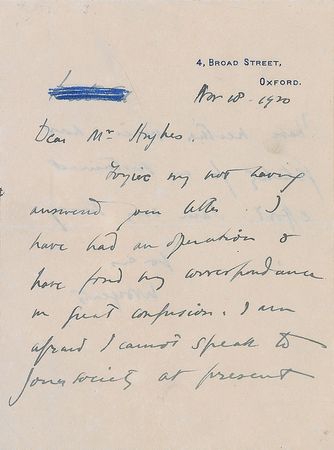 4, BROAD STREET,
OXFORD.
Nov 18. 1920
Dear Mr Hughes.
Forgive my not having
answered your letter. I
have had an operation &
have found my correspondence
in great confusion. I am
afraid I cannot speak to
your society at present